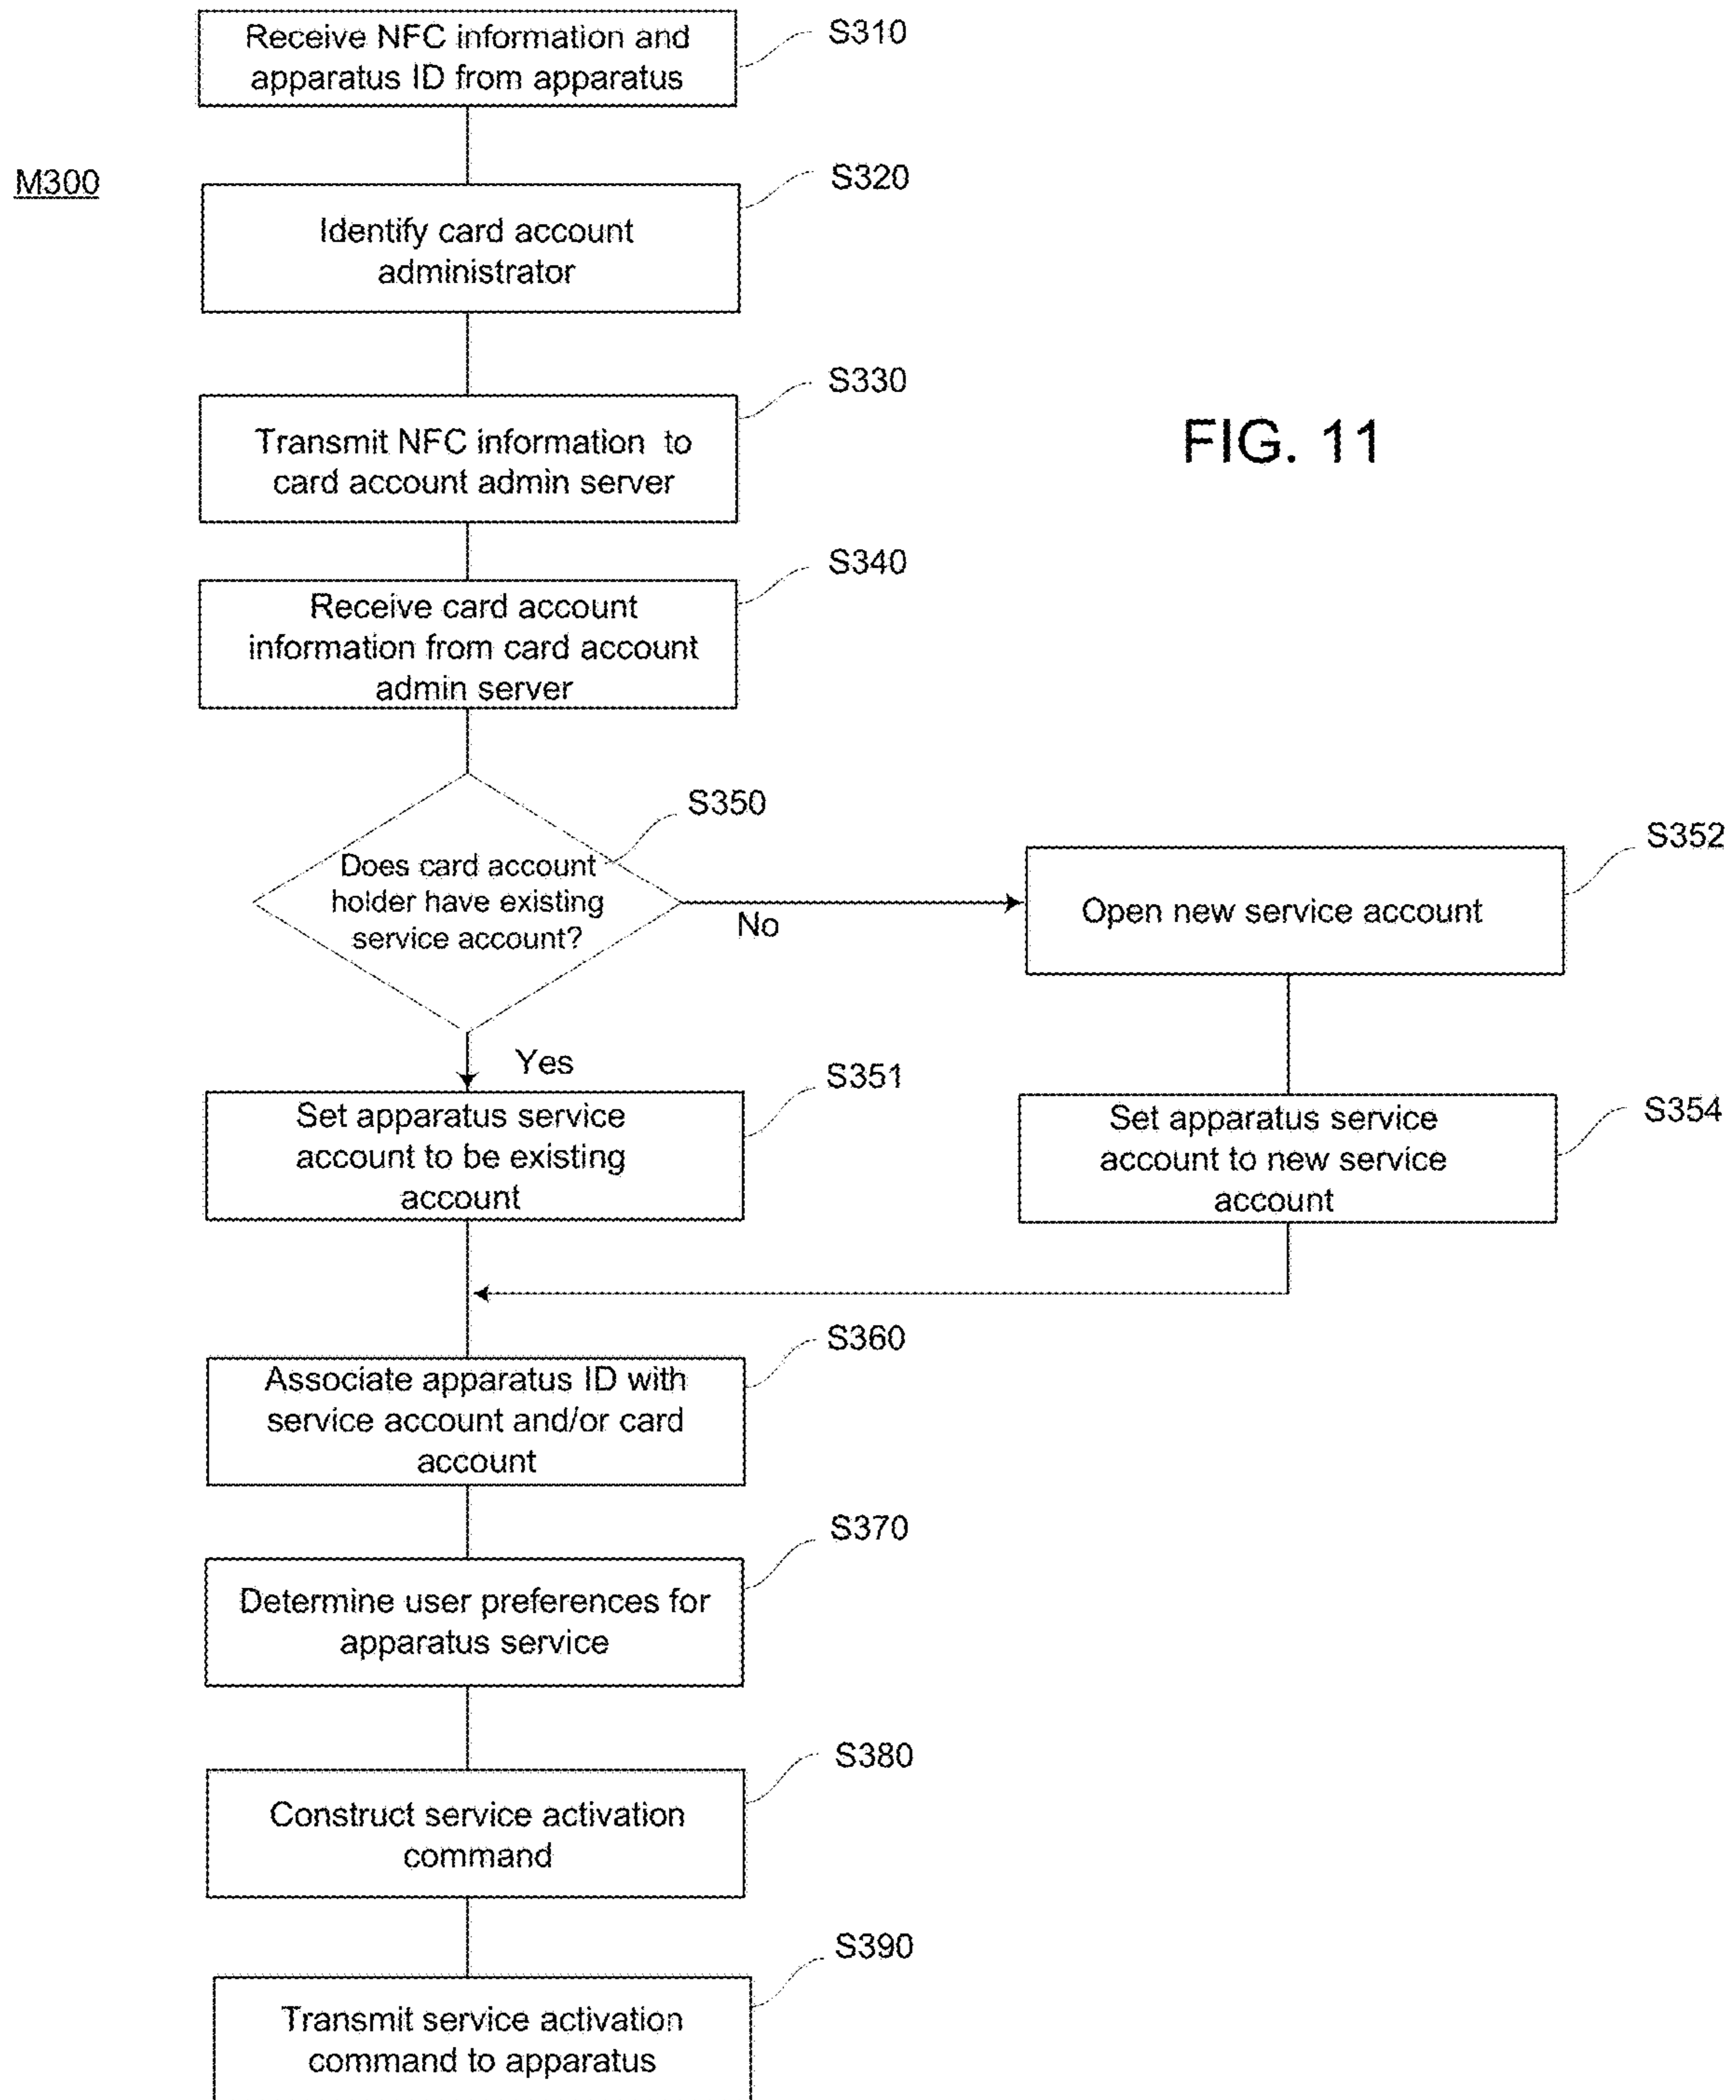 Receive NFC information and
apparatus ID from apparatus
S310
M300
S320
Identify card account
administrator
S330
Transmit NFC information to
card account admin server
FIG. 11
S340
Receive card account
information from card account
admin server
S350
Does card account
holder have existing
service account?
No
S352
Open new service account
Yes
S351
Set apparatus service
account to be existing
account
S354
Set apparatus service
account to new service
account
S360
Associate apparatus ID with
service account and/or card
account
S370
Determine user preferences for
apparatus service
S380
Construct service activation
command
S390
Transmit service activation
command to apparatus